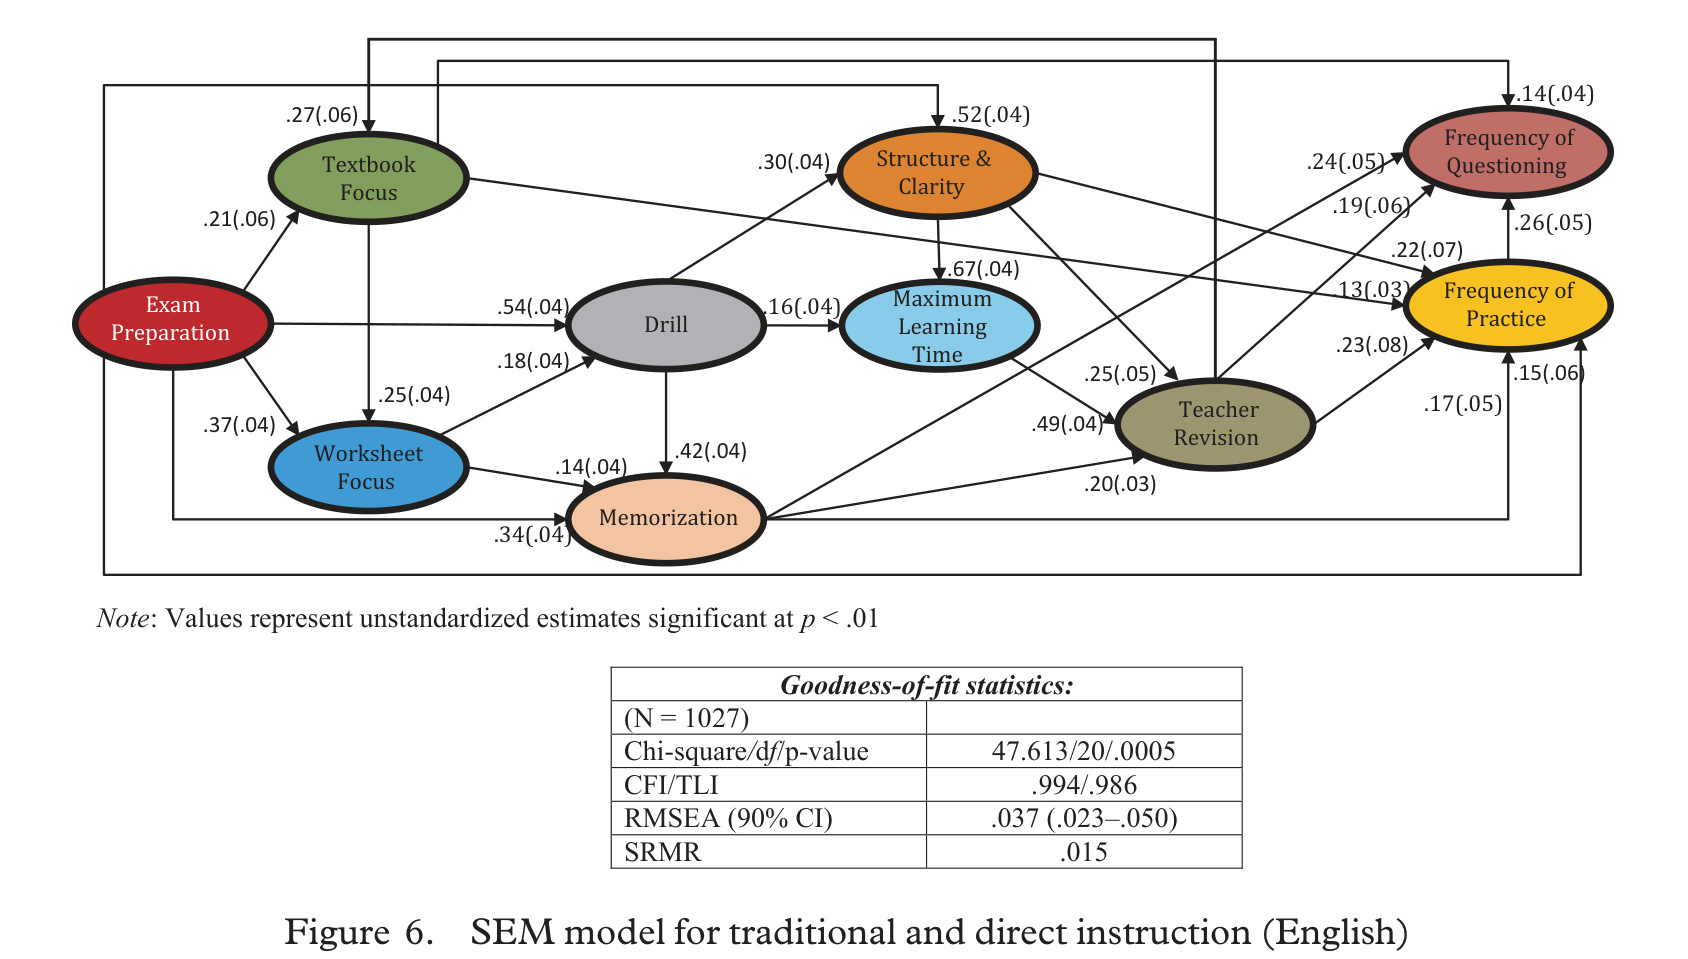 .14(.04)
.27(.06)
.52(.04)
Frequency of
Questioning
Textbook
Focus
.30(.04)
Structure &
Clarity
.24(.05)
.21(.06)
.19(.06)
.26(.05)
.22(.07)
.67(.04)
Exam
Preparation
.54(.04)
Drill
.16(.04)
Maximum
Learning
Time
.13(.03)
Frequency of
Practice
.18(.04)
.23(.08)
.25(.04)
.25(.05)
.15(.06)
.37(.04)
.17(.05)
.49(.04)
Teacher
Revision
Worksheet
Focus
.14(.04)
.42(.04)
.20(.03)
Memorization
.34(.04)
Note: Values represent unstandardized estimates significant at p < .01
Goodness-of-fit statistics:
(N = 1027)
Chi-square/df/p-value 47.613/20/.0005
CFI/TLI .994/.986
RMSEA (90% CI) .037 (.023–.050)
SRMR .015
Figure 6. SEM model for traditional and direct instruction (English)